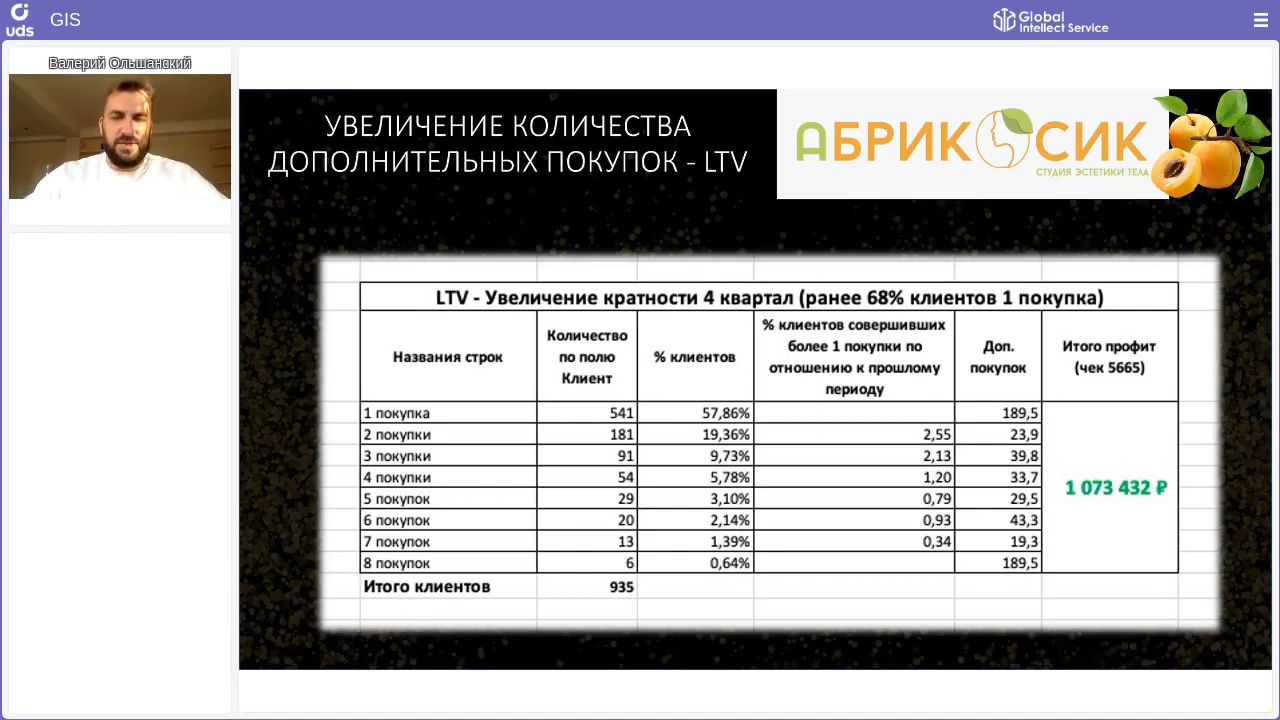 uds
GIS
Global
Intellect Service
Валерий Ольшанский
УВЕЛИЧЕНИЕ КОЛИЧЕСТВА
ДОПОЛНИТЕЛЬНЫХ ПОКУПОК - LTV
АБРИКОСИК
СТУДИЯ ЭСТЕТИКИ ТЕЛА
LTV - Увеличение кратности 4 квартал (ранее 68% клиентов 1 покупка)
Названия строк
Количество
по полю
Клиент
% клиентов
% клиентов совершивших
более 1 покупки по
отношению к прошлому
периоду
Доп.
покупок
Итого профит
(чек 5665)
1 покупка 541 57,86% 189,5
2 покупки 181 19,36% 2,55 23,9
3 покупки 91 9,73% 2,13 39,8
4 покупки 54 5,78% 1,20 33,7
1 073 432 ₽
5 покупок 29 3,10% 0,79 29,5
6 покупок 20 2,14% 0,93 43,3
7 покупок 13 1,39% 0,34 19,3
8 покупок 6 0,64% 189,5
Итого клиентов 935